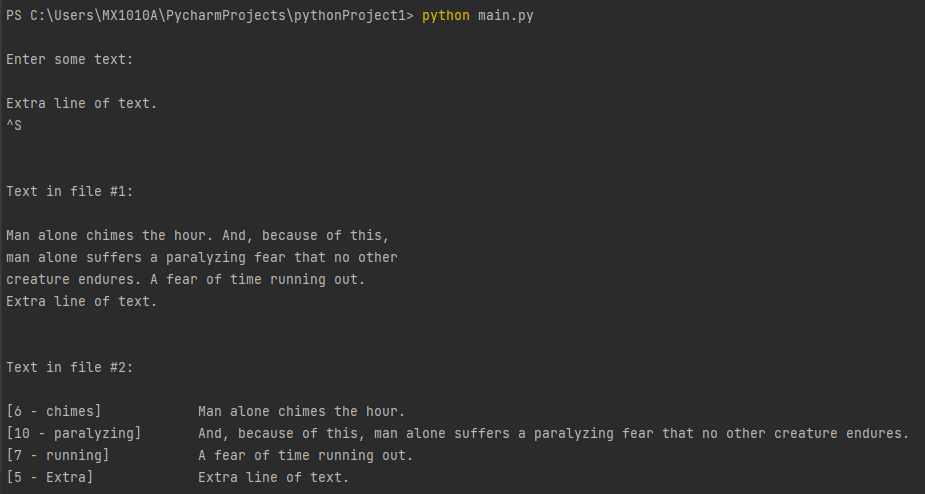 PS C:\Users\MX1010A\PycharmProjects\pythonProject1> python main.py
Enter some text:
Extra line of text.
^S
Text in file #1:
Man alone chimes the hour. And, because of this,
man alone suffers a paralyzing fear that no other
creature endures. A fear of time running out.
Extra line of text.
Text in file #2:
[6 - chimes] Man alone chimes the hour.
[10 - paralyzing] And, because of this, man alone suffers a paralyzing fear that no other creature endures.
[7 - running] A fear of time running out.
[5 - Extra] Extra line of text.